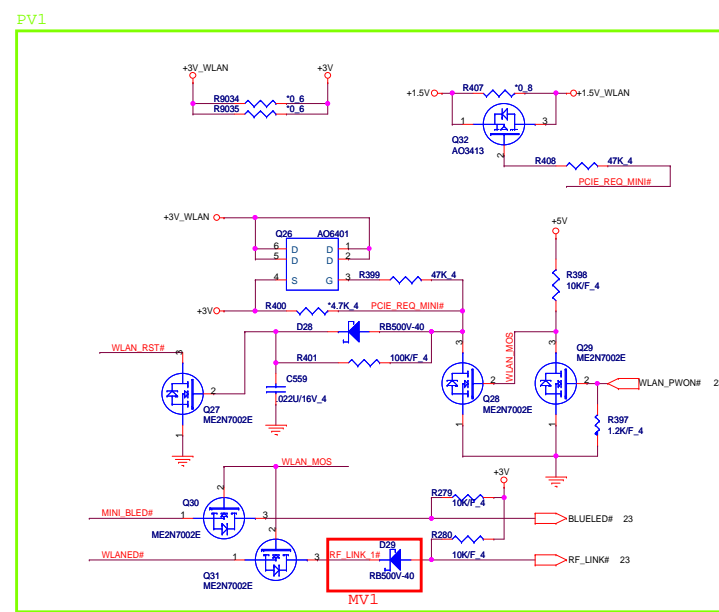 PV1
+3V_WLAN
+3V
R9034 *0_6
R9035 *0_6
+1.5V R407 *0_8 +1.5V_WLAN
1 3
Q32
AO3413
2
R408 47K_4
PCIE_REQ_MINI#
+3V_WLAN
Q26 AO6401
6 D D 1
5 D D 2
4 S G 3
R399 47K_4
+5V
R398
10K/F_4
+3V R400 *4.7K_4 PCIE_REQ_MINI#
D28 RB500V-40
R401 100K/F_4
WLAN_RST#
3
2
1
Q27
ME2N7002E
C559
.022U/16V_4
3
2
1
Q28
ME2N7002E
WLAN_MOS
3
Q29
ME2N7002E
2
1
WLAN_PWON# 2
R397
1.2K/F_4
WLAN_MOS
+3V
R279
10K/F_4
MINI_BLED# 1 Q30 2 3
ME2N7002E
BLUELED# 23
R280
10K/F_4
WLANED# 1 2 3
Q31
ME2N7002E
RF_LINK_1#
D29
RB500V-40
RF_LINK# 23
MV1